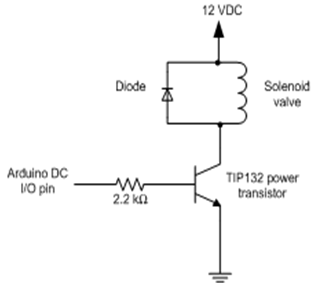 12 VDC
Diode
Solenoid
valve
Arduino DC
I/O pin
2.2 kΩ
TIP132 power
transistor